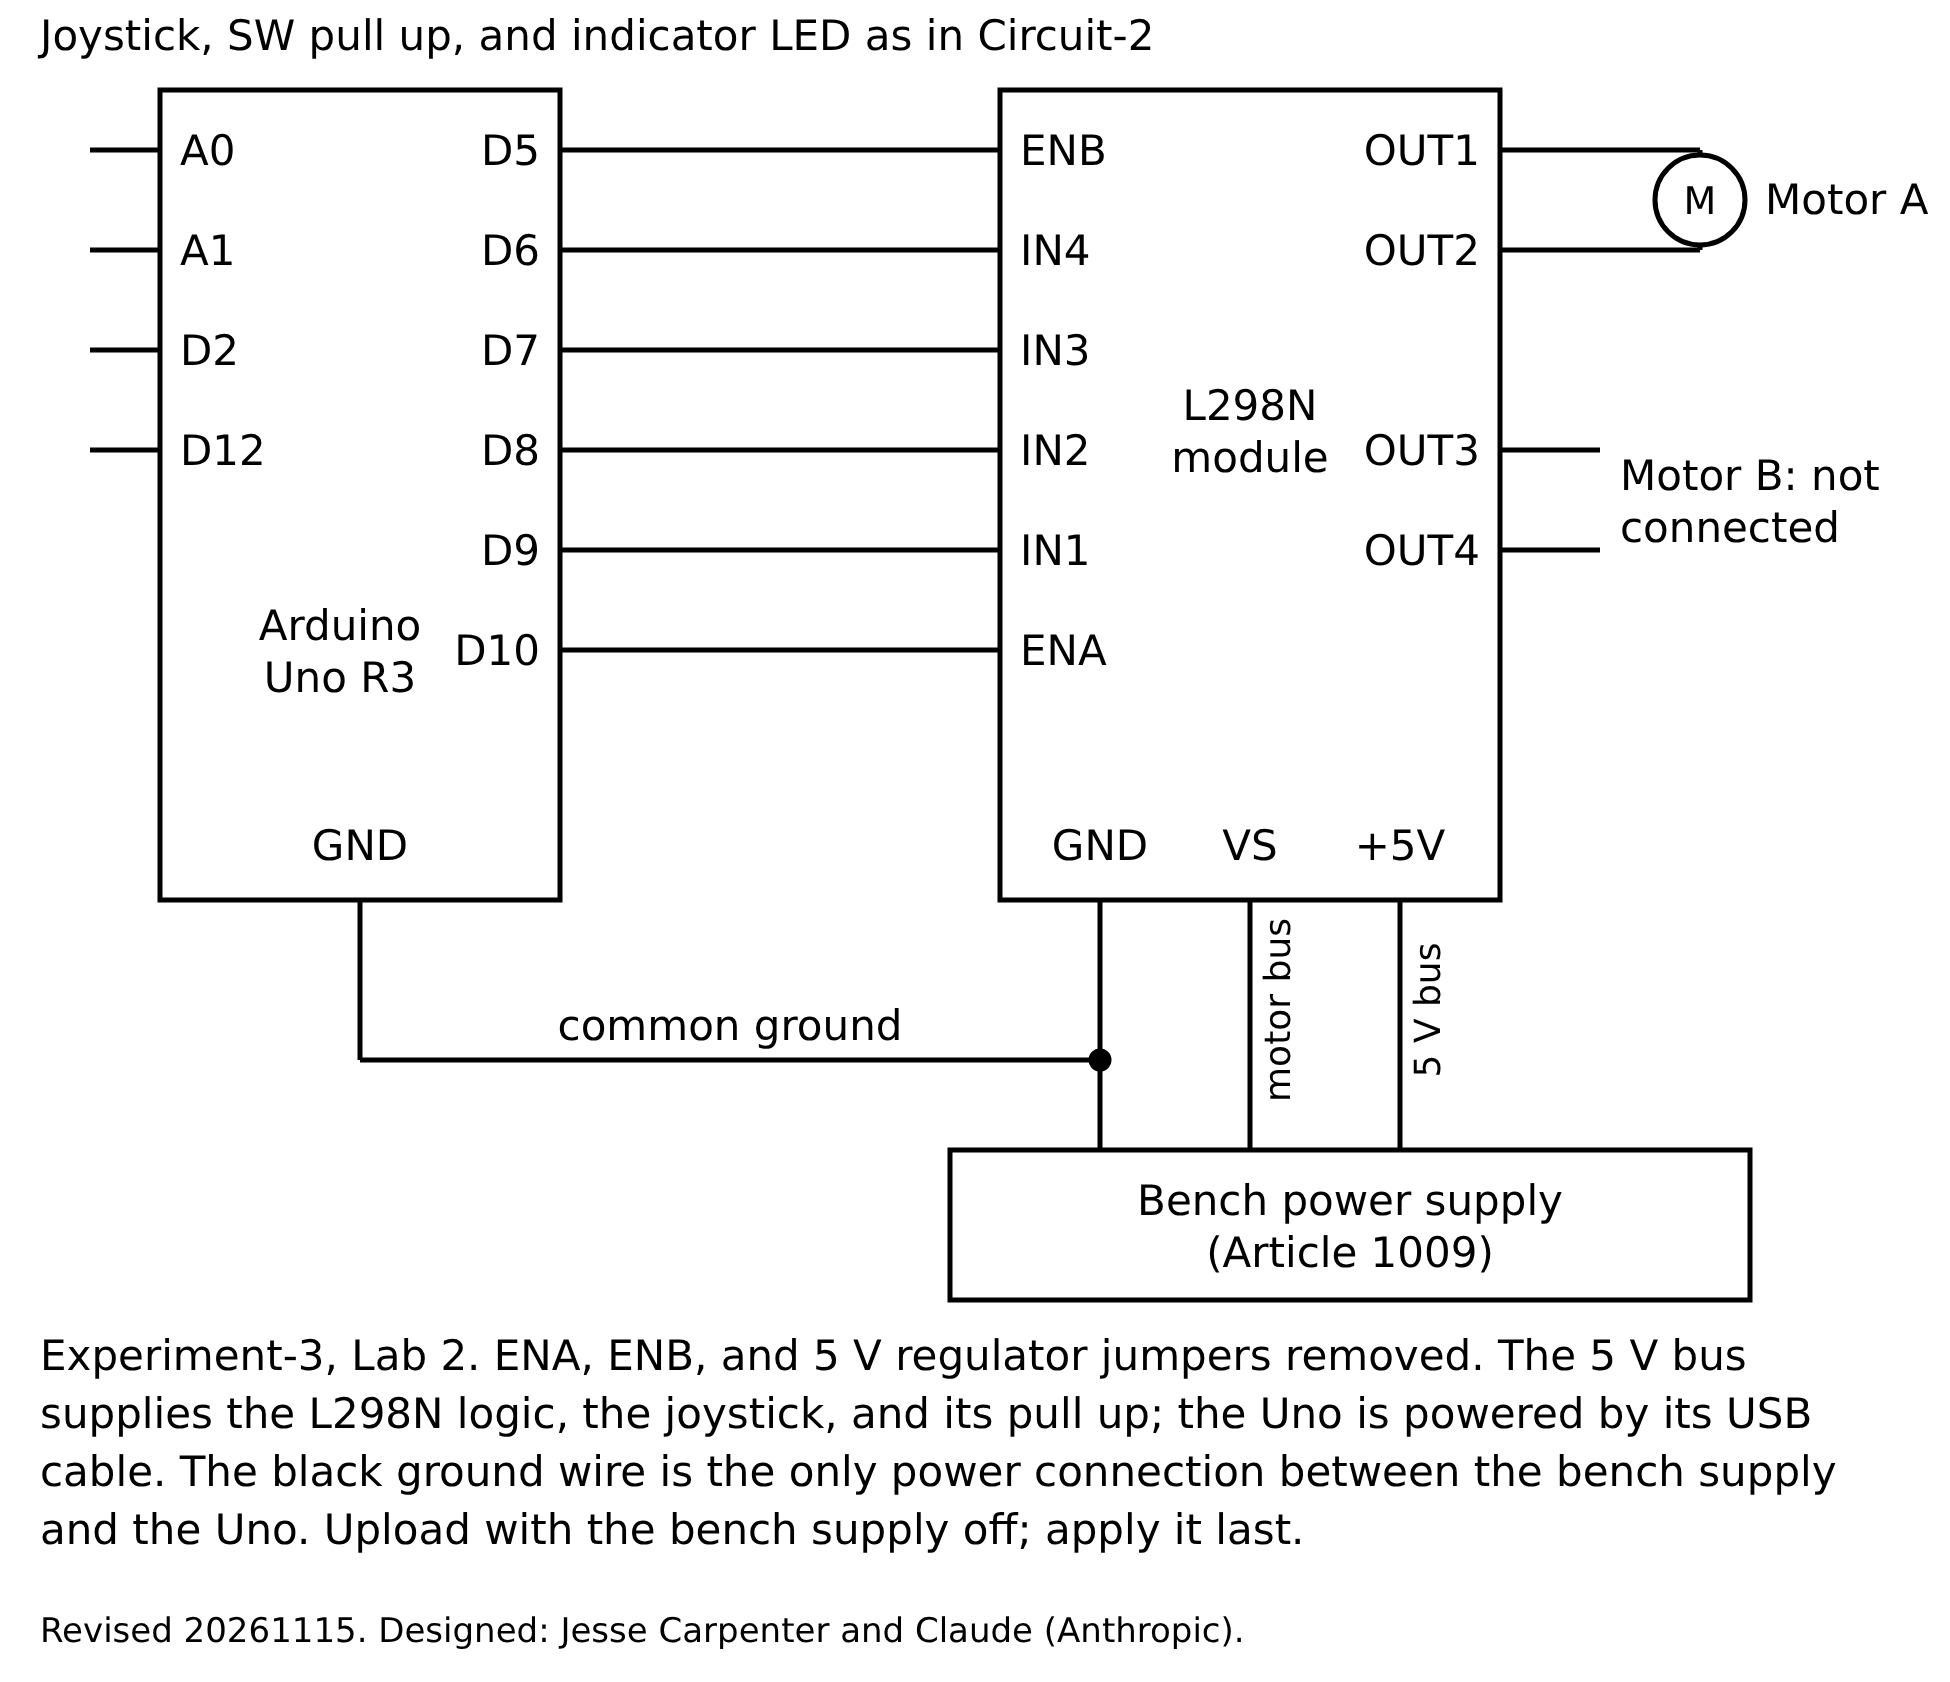 Joystick, SW pull up, and indicator LED as in Circuit-2
A0
D5
ENB
OUT1
M
Motor A
A1
D6
IN4
OUT2
D2
D7
IN3
L298N
module
D12
D8
IN2
OUT3
Motor B: not
connected
D9
IN1
OUT4
Arduino
Uno R3
D10
ENA
GND
GND
VS
+5V
motor bus
5 V bus
common ground
Bench power supply
(Article 1009)
Experiment-3, Lab 2. ENA, ENB, and 5 V regulator jumpers removed. The 5 V bus
supplies the L298N logic, the joystick, and its pull up; the Uno is powered by its USB
cable. The black ground wire is the only power connection between the bench supply
and the Uno. Upload with the bench supply off; apply it last.
Revised 20261115. Designed: Jesse Carpenter and Claude (Anthropic).